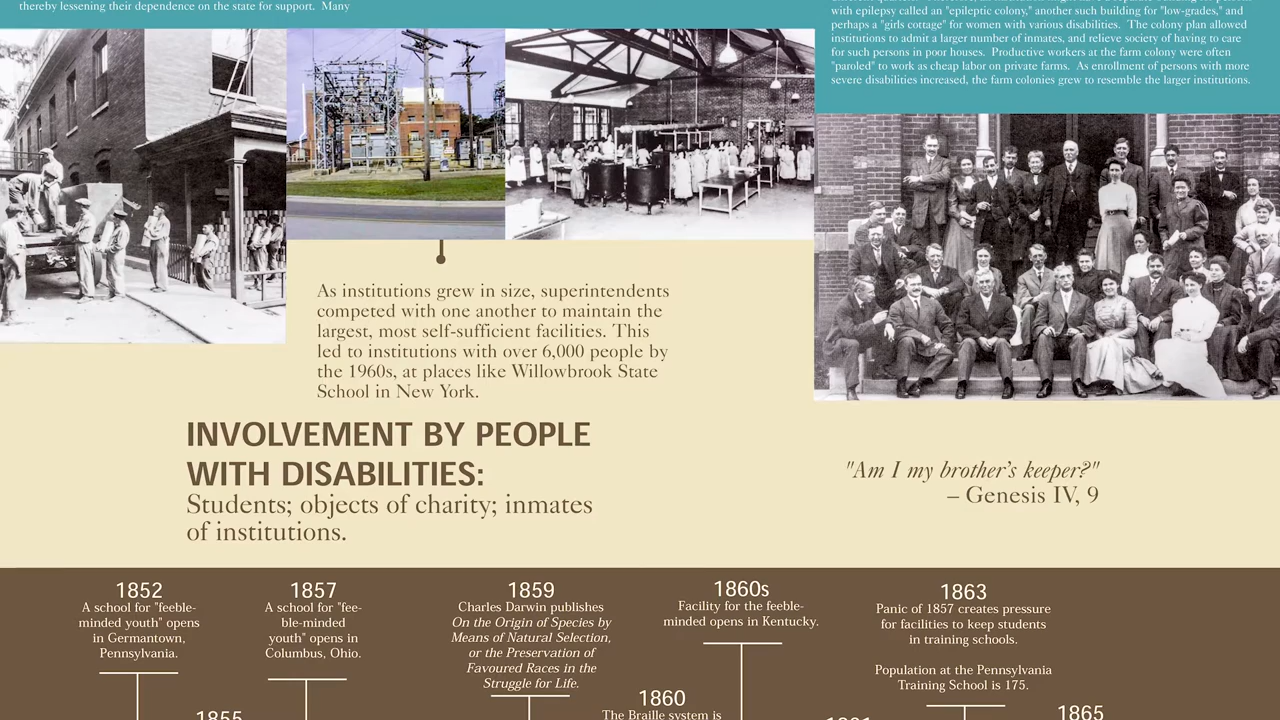 thereby lessening their dependence on the state for support.  Many
with epilepsy called an "epileptic colony," another such building for "low-grades," and
perhaps a "girls cottage" for women with various disabilities.  The colony plan allowed
institutions to admit a larger number of inmates, and relieve society of having to care
for such persons in poor houses.  Productive workers at the farm colony were often
"paroled" to work as cheap labor on private farms.  As enrollment of persons with more
severe disabilities increased, the farm colonies grew to resemble the larger institutions.
As institutions grew in size, superintendents
competed with one another to maintain the
largest, most self-sufficient facilities. This
led to institutions with over 6,000 people by
the 1960s, at places like Willowbrook State
School in New York.
INVOLVEMENT BY PEOPLE
WITH DISABILITIES:
Students; objects of charity; inmates
of institutions.
"Am I my brother's keeper?"
– Genesis IV, 9
1852
A school for "feeble-
minded youth" opens
in Germantown,
Pennsylvania.
1857
A school for "fee-
ble-minded
youth" opens in
Columbus, Ohio.
1859
Charles Darwin publishes
On the Origin of Species by
Means of Natural Selection,
or the Preservation of
Favoured Races in the
Struggle for Life.
1860s
Facility for the feeble-
minded opens in Kentucky.
1863
Panic of 1857 creates pressure
for facilities to keep students
in training schools.
Population at the Pennsylvania
Training School is 175.
1855
1860
The Braille system is
1865